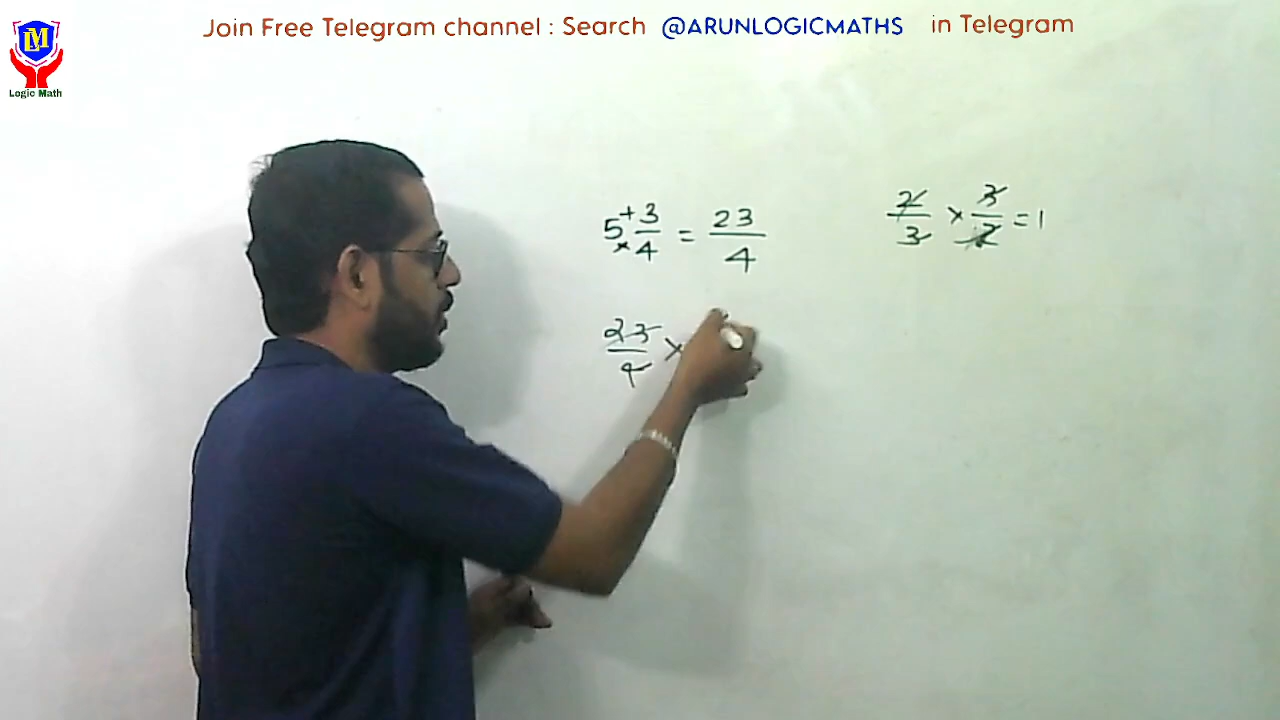 Join Free Telegram channel : Search @ARUNLOGICMATHS in Telegram
LM
Logic Math
5 + 3/4 × = 23/4
2/3 × 3/2 = 1
23/4 ×